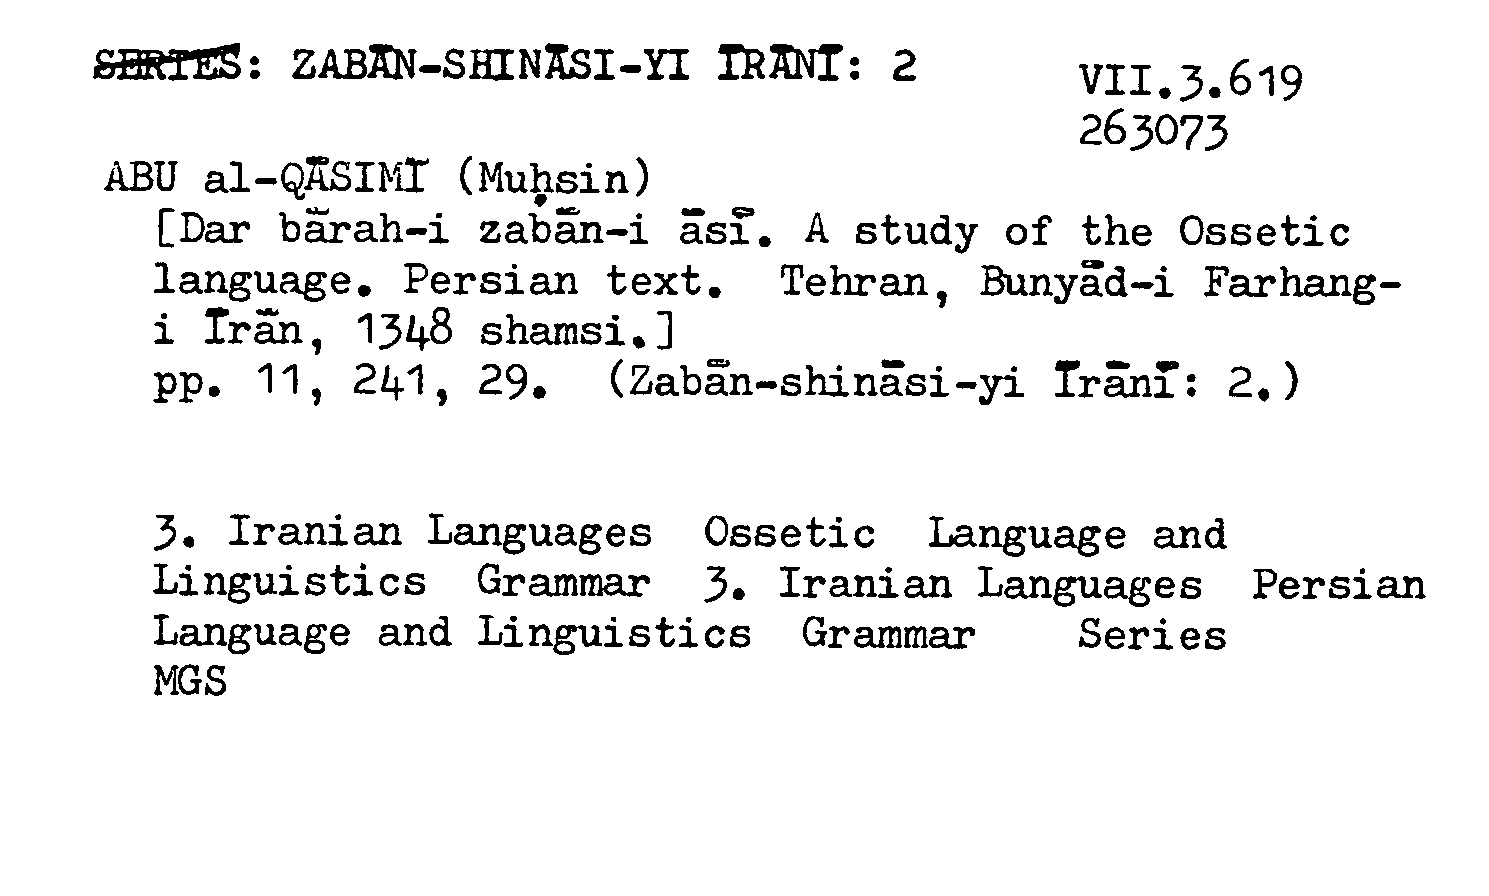 SERIES: ZABĀN-SHINĀSI-YI ĪRĀNĪ: 2
VII.3.619
263073
ABU al-QĀSIMĪ (Muḥsin)
[Dar bārah-i zabān-i āsī. A study of the Ossetic
language. Persian text. Tehran, Bunyād-i Farhang-
i Īrān, 1348 shamsi.]
pp. 11, 241, 29. (Zabān-shināsi-yi Īrānī: 2.)
3. Iranian Languages Ossetic Language and
Linguistics Grammar 3. Iranian Languages Persian
Language and Linguistics Grammar Series
MGS